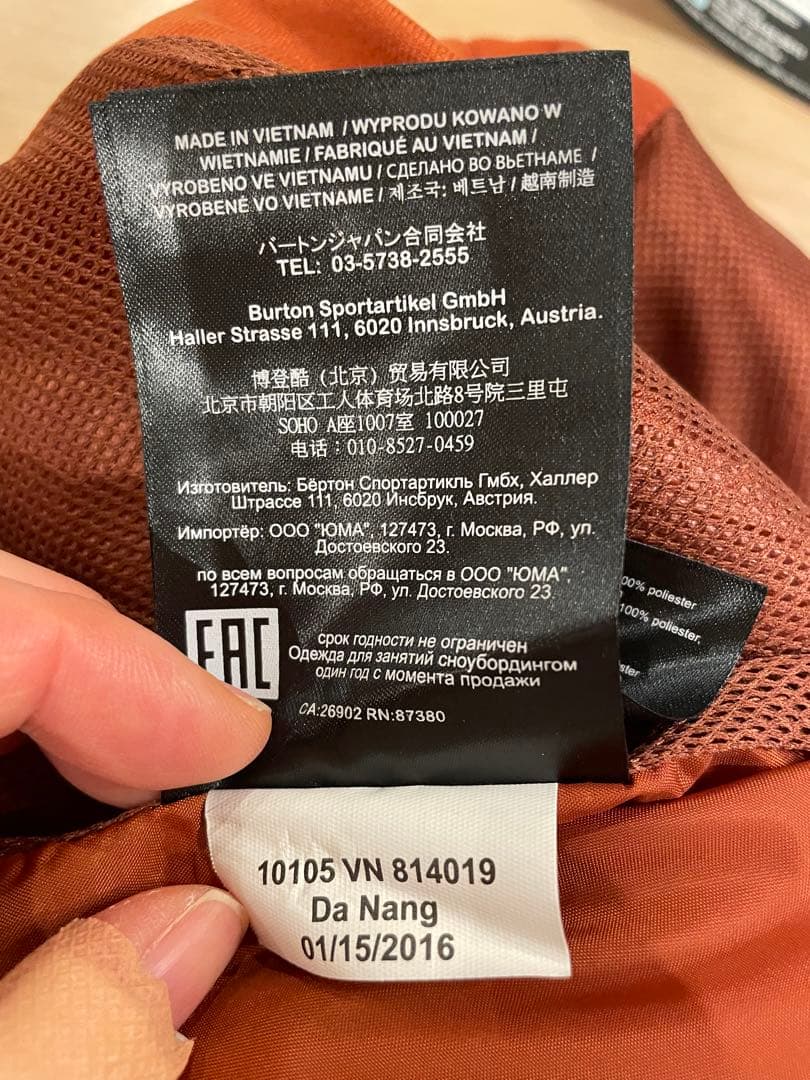 MADE IN VIETNAM / WYPRODU KOWANO W
WIETNAMIE / FABRIQUÉ AU VIETNAM /
VYROBENO VE VIETNAMU / СДЕЛАНО ВО ВЬЕТНАМЕ /
VYROBENÉ VO VIETNAME / 제조국: 베트남 / 越南制造
バートンジャパン合同会社
TEL: 03-5738-2555
Burton Sportartikel GmbH
Haller Strasse 111, 6020 Innsbruck, Austria.
博登酷（北京）贸易有限公司
北京市朝阳区工人体育场北路8号院三里屯
SOHO A座1007室 100027
电话：010-8527-0459
Изготовитель: Бёртон Спортартикль Гмбх, Халлер
Штрассе 111, 6020 Инсбрук, Австрия.
Импортёр: ООО "ЮМА", 127473, г. Москва, РФ, ул.
Достоевского 23.
по всем вопросам обращаться в ООО "ЮМА",
127473, г. Москва, РФ, ул. Достоевского 23
EAC
срок годности не ограничен
Одежда для занятий сноубордингом
один год с момента продажи
CA:26902 RN:87380
00% poliester
100% poliester.
10105 VN 814019
Da Nang
01/15/2016